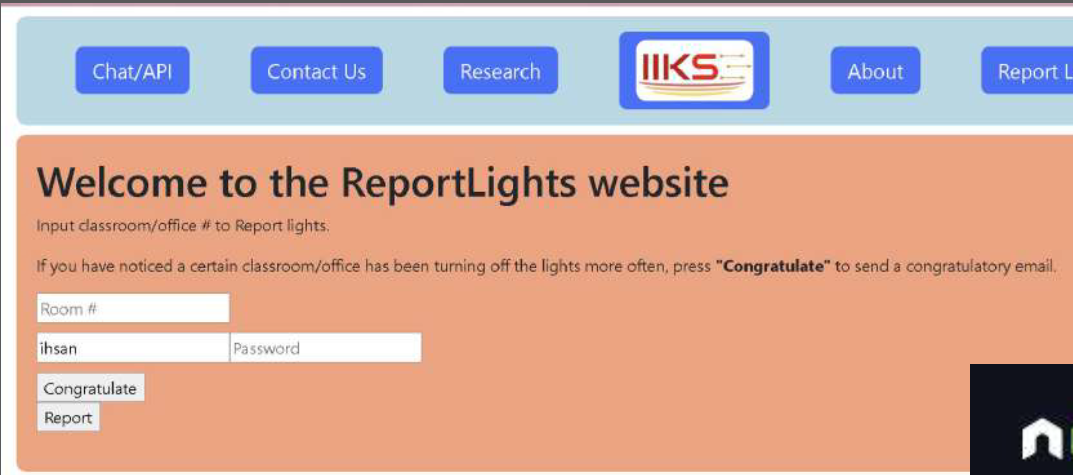 Chat/API
Contact Us
Research
IIKS
About
Report L
Welcome to the ReportLights website
Input classroom/office # to Report lights.
If you have noticed a certain classroom/office has been turning off the lights more often, press "Congratulate" to send a congratulatory email.
Room #
ihsan Password
Congratulate
Report